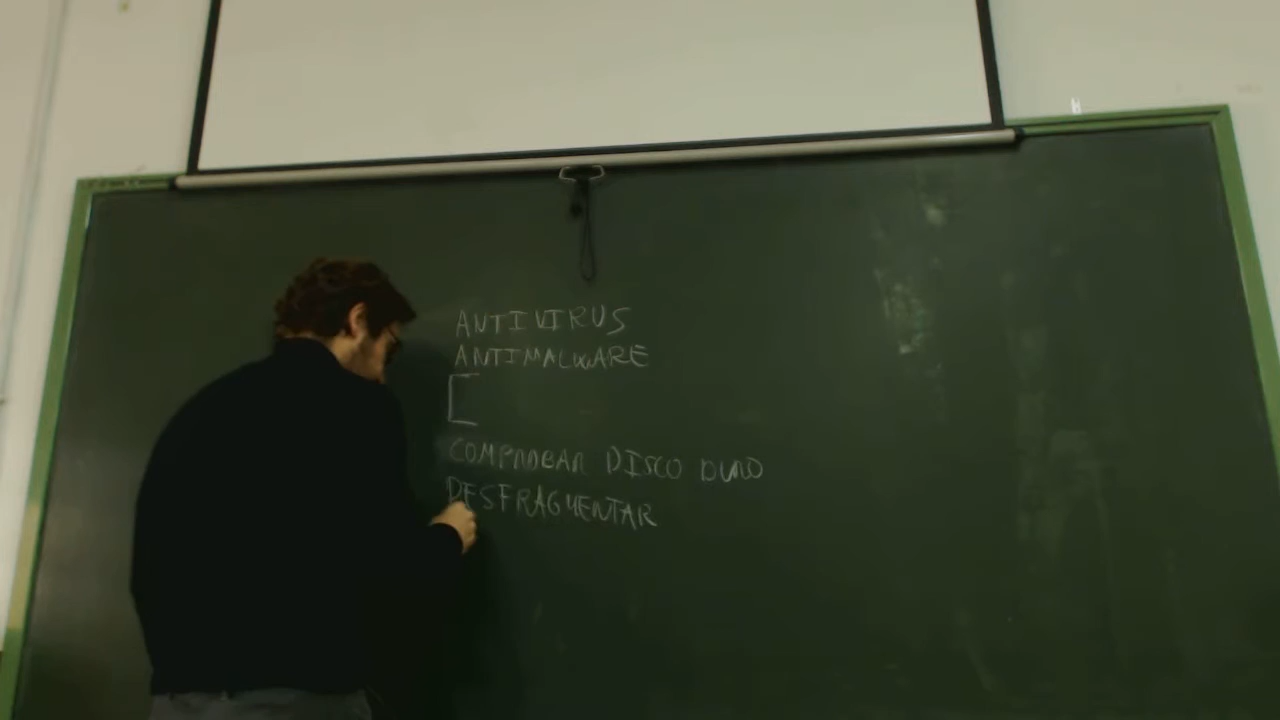 ANTIVIRUS
ANTIMALWARE
[
COMPROBAR DISCO DURO
DESFRAGMENTAR